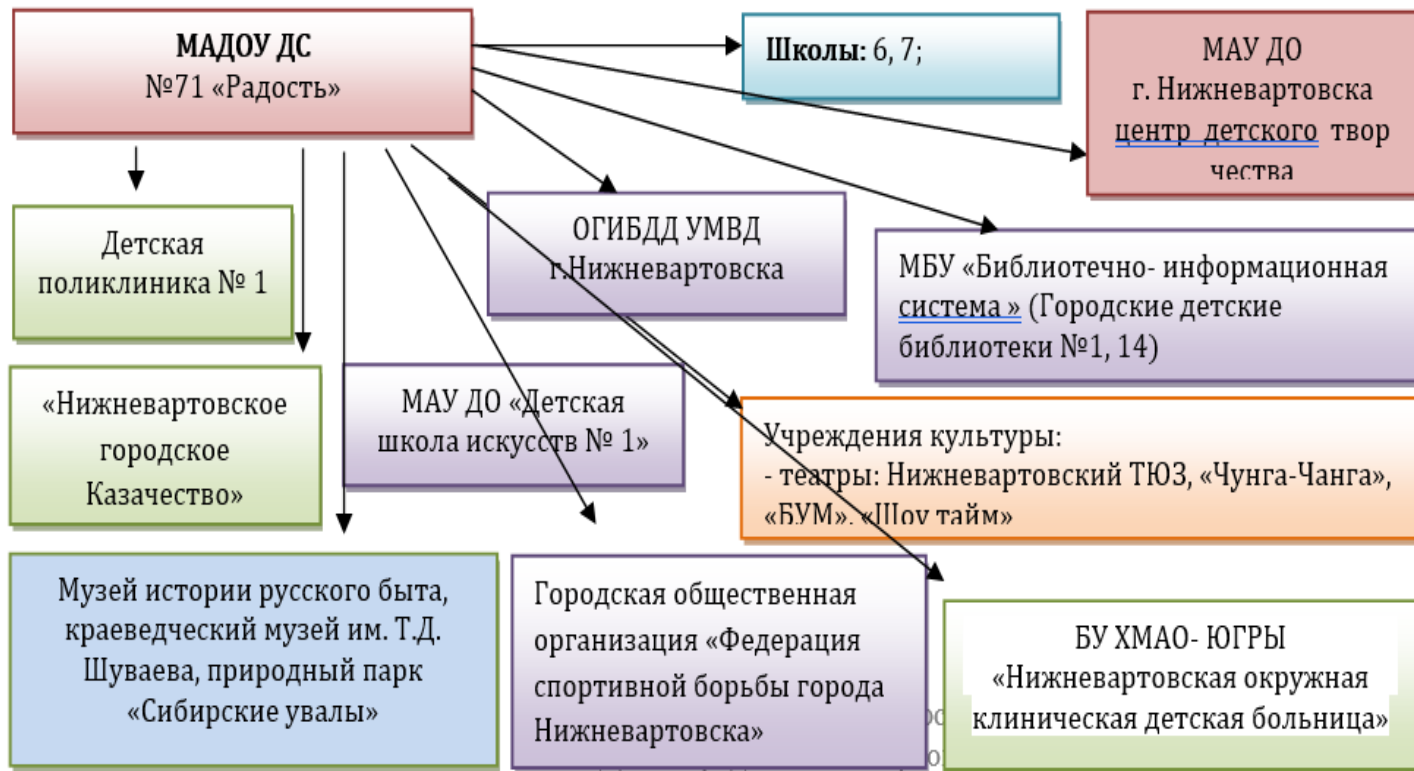 МАДОУ ДС
№71 «Радость»
Школы: 6, 7;
МАУ ДО
г. Нижневартовска
центр детского твор
чества
Детская
поликлиника № 1
ОГИБДД УМВД
г.Нижневартовска
МБУ «Библиотечно- информационная
система » (Городские детские
библиотеки №1, 14)
«Нижневартовское
городское
Казачество»
МАУ ДО «Детская
школа искусств № 1»
Учреждения культуры:
- театры: Нижневартовский ТЮЗ, «Чунга-Чанга»,
«БУМ», «Шоу тайм»
Музей истории русского быта,
краеведческий музей им. Т.Д.
Шуваева, природный парк
«Сибирские увалы»
Городская общественная
организация «Федерация
спортивной борьбы города
Нижневартовска»
БУ ХМАО- ЮГРЫ
«Нижневартовская окружная
клиническая детская больница»